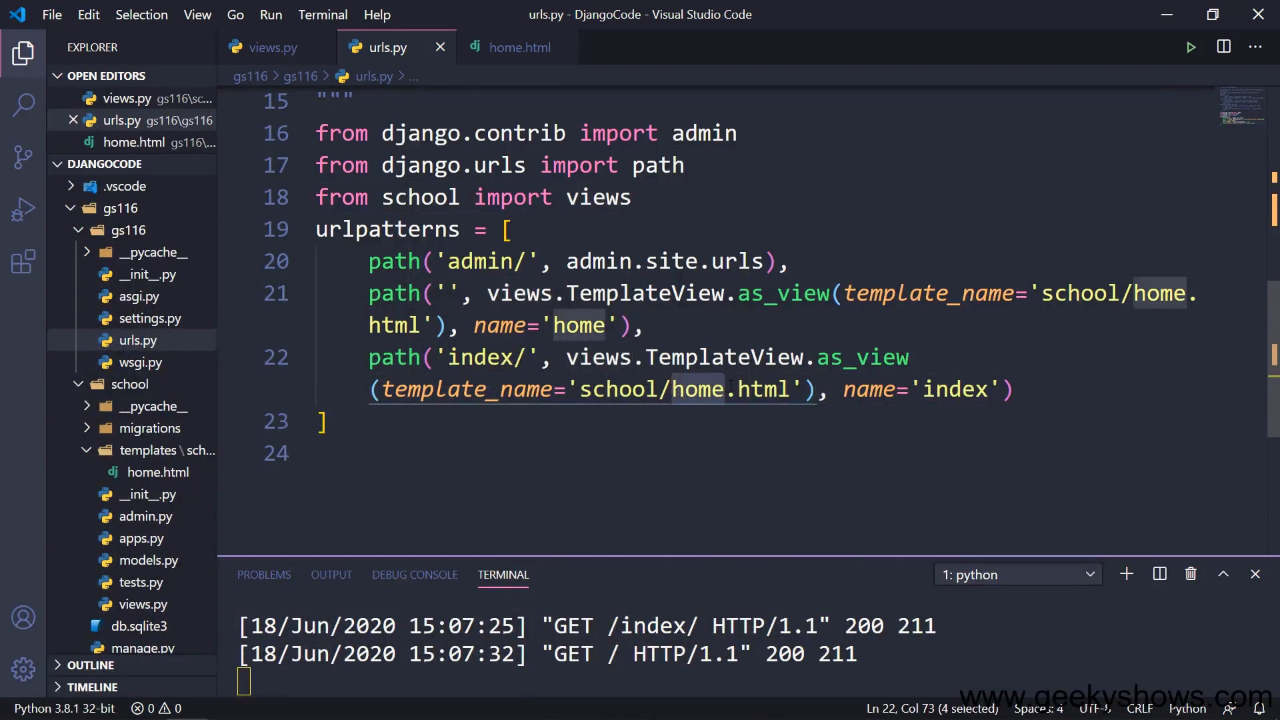 File Edit Selection View Go Run Terminal Help urls.py - DjangoCode - Visual Studio Code
EXPLORER
OPEN EDITORS
views.py gs116\sc...
urls.py gs116\gs116
home.html gs116\...
DJANGOCODE
.vscode
gs116
gs116
__pycache__
__init__.py
asgi.py
settings.py
urls.py
wsgi.py
school
__pycache__
migrations
templates \ sch...
home.html
__init__.py
admin.py
apps.py
models.py
tests.py
views.py
db.sqlite3
manage.py
OUTLINE
TIMELINE
views.py urls.py home.html
gs116 > gs116 > urls.py > ...
15 """
16 from django.contrib import admin
17 from django.urls import path
18 from school import views
19 urlpatterns = [
20 path('admin/', admin.site.urls),
21 path('', views.TemplateView.as_view(template_name='school/home.
html'), name='home'),
22 path('index/', views.TemplateView.as_view
(template_name='school/home.html'), name='index')
23 ]
24
PROBLEMS OUTPUT DEBUG CONSOLE TERMINAL 1: python
[18/Jun/2020 15:07:25] "GET /index/ HTTP/1.1" 200 211
[18/Jun/2020 15:07:32] "GET / HTTP/1.1" 200 211
www.geekyshows.com
Python 3.8.1 32-bit 0 0 Ln 22, Col 73 (4 selected) Spaces: 4 UTF-8 CRLF Python